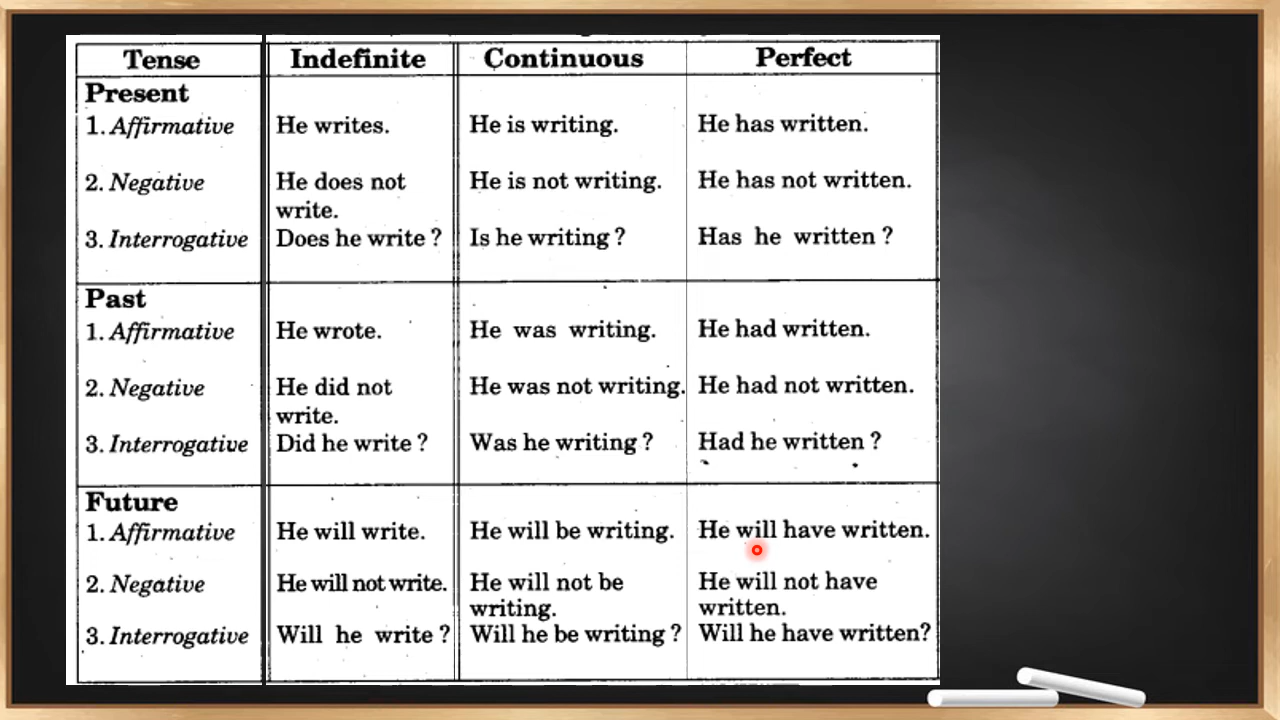 Tense Indefinite Continuous Perfect
Present
1. Affirmative He writes. He is writing. He has written.
2. Negative He does not He is not writing. He has not written.
write.
3. Interrogative Does he write ? Is he writing ? Has he written ?
Past
1. Affirmative He wrote. He was writing. He had written.
2. Negative He did not He was not writing. He had not written.
write.
3. Interrogative Did he write ? Was he writing ? Had he written ?
Future
1. Affirmative He will write. He will be writing. He will have written.
2. Negative He will not write. He will not be He will not have
writing. written.
3. Interrogative Will he write ? Will he be writing ? Will he have written?